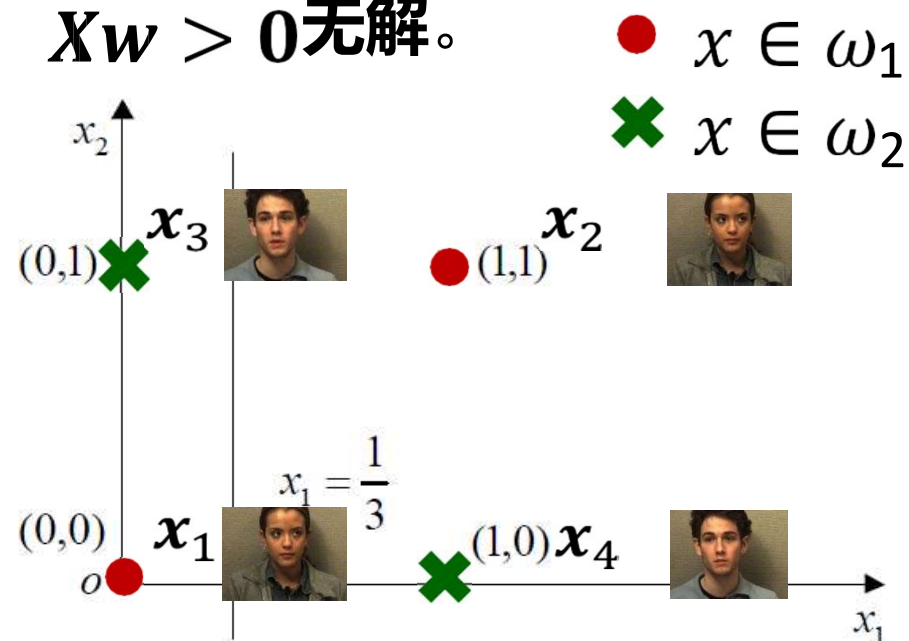 Xw > 0无解。
x ∈ ω₁
x ∈ ω₂
x₂
x₃
x₂
(0,1)
(1,1)
x₁ = 1/3
(0,0)
x₁
(1,0) x₄
o
x₁